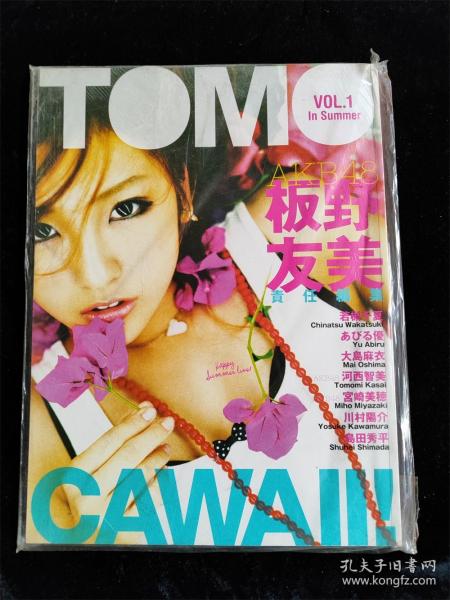 TOMO
VOL.1
In Summer
AKB48
板野
友美
責任編集
若槻千夏
Chinatsu Wakatsuki
あびる優
Yu Abiru
大島麻衣
Mai Oshima
河西智美
Tomomi Kasai
宮崎美穂
Miho Miyazaki
川村陽介
Yosuke Kawamura
島田秀平
Shuhei Shimada
Happy
Summer time!
CAWAII!
孔夫子旧书网
www.kongfz.com